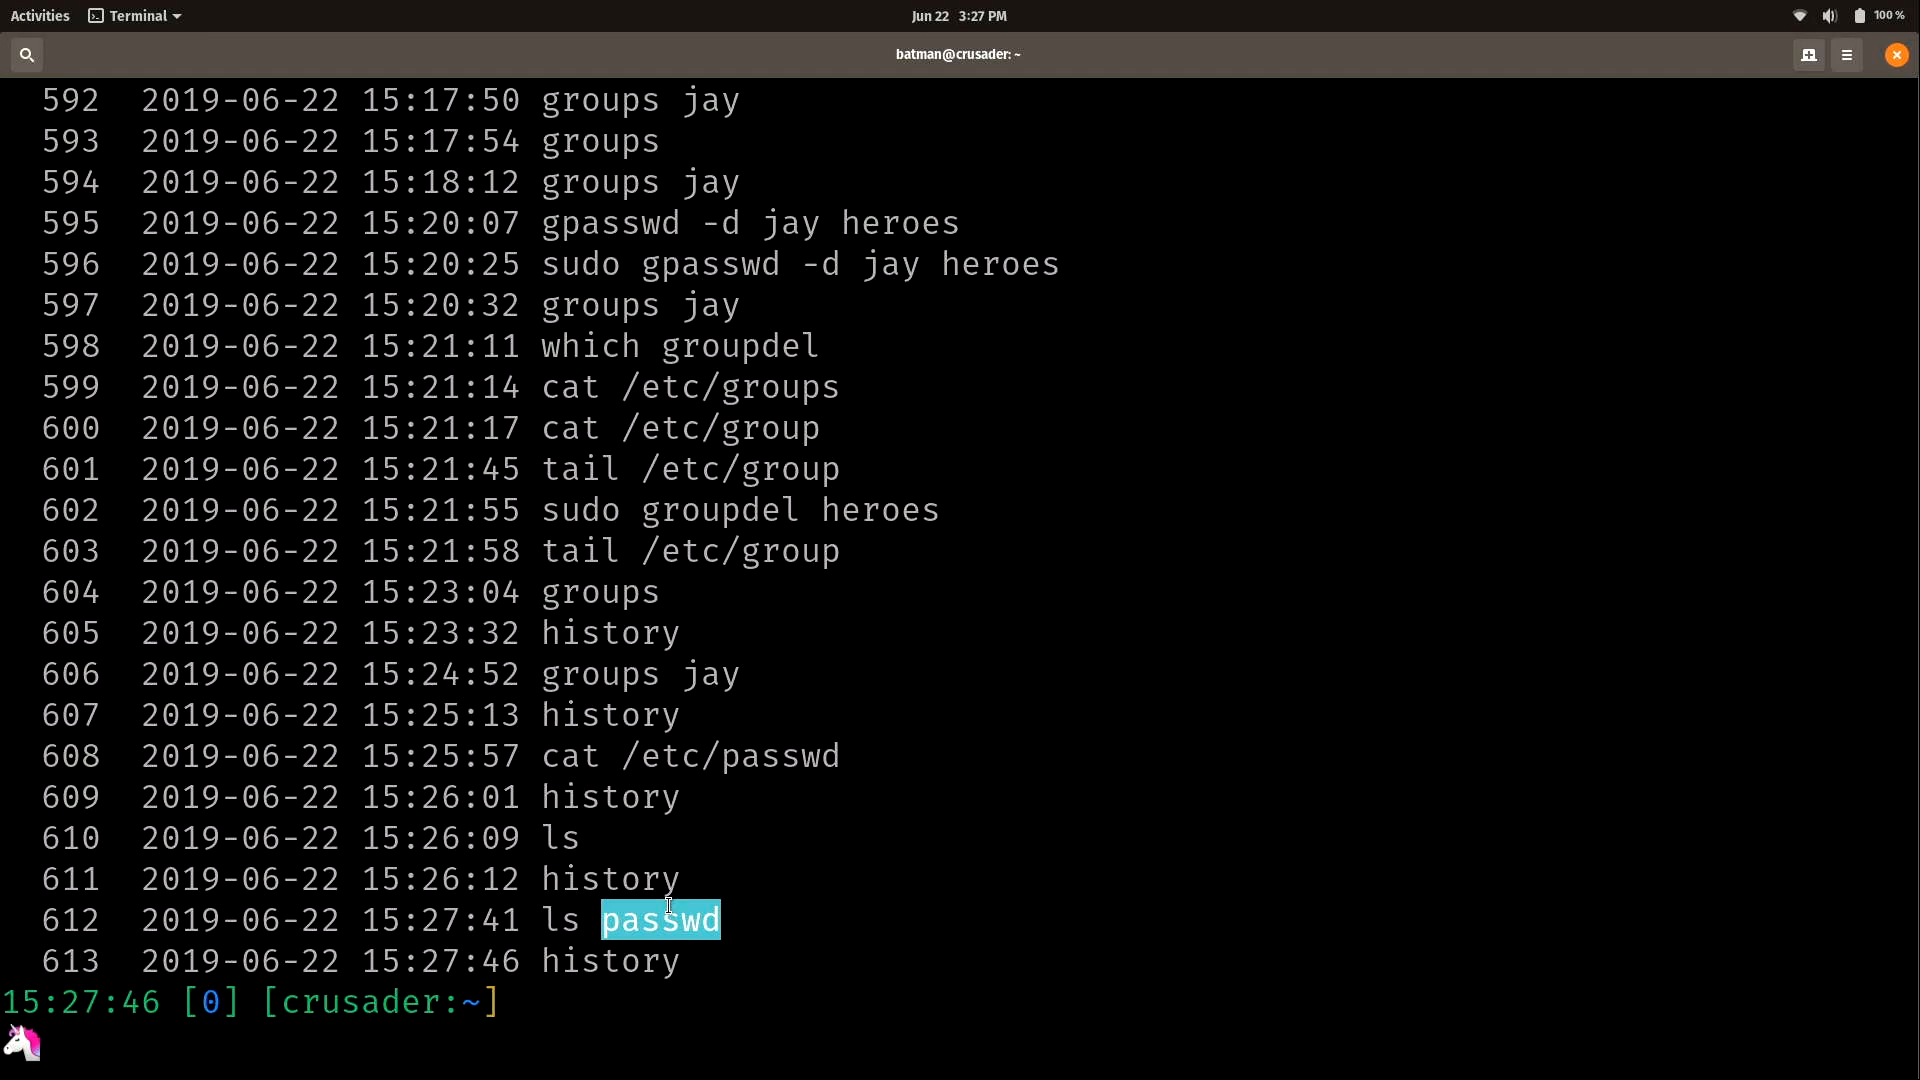 Activities Terminal Jun 22 3:27 PM 100 %
batman@crusader: ~
592 2019-06-22 15:17:50 groups jay
593 2019-06-22 15:17:54 groups
594 2019-06-22 15:18:12 groups jay
595 2019-06-22 15:20:07 gpasswd -d jay heroes
596 2019-06-22 15:20:25 sudo gpasswd -d jay heroes
597 2019-06-22 15:20:32 groups jay
598 2019-06-22 15:21:11 which groupdel
599 2019-06-22 15:21:14 cat /etc/groups
600 2019-06-22 15:21:17 cat /etc/group
601 2019-06-22 15:21:45 tail /etc/group
602 2019-06-22 15:21:55 sudo groupdel heroes
603 2019-06-22 15:21:58 tail /etc/group
604 2019-06-22 15:23:04 groups
605 2019-06-22 15:23:32 history
606 2019-06-22 15:24:52 groups jay
607 2019-06-22 15:25:13 history
608 2019-06-22 15:25:57 cat /etc/passwd
609 2019-06-22 15:26:01 history
610 2019-06-22 15:26:09 ls
611 2019-06-22 15:26:12 history
612 2019-06-22 15:27:41 ls passwd
613 2019-06-22 15:27:46 history
15:27:46 [0] [crusader:~]